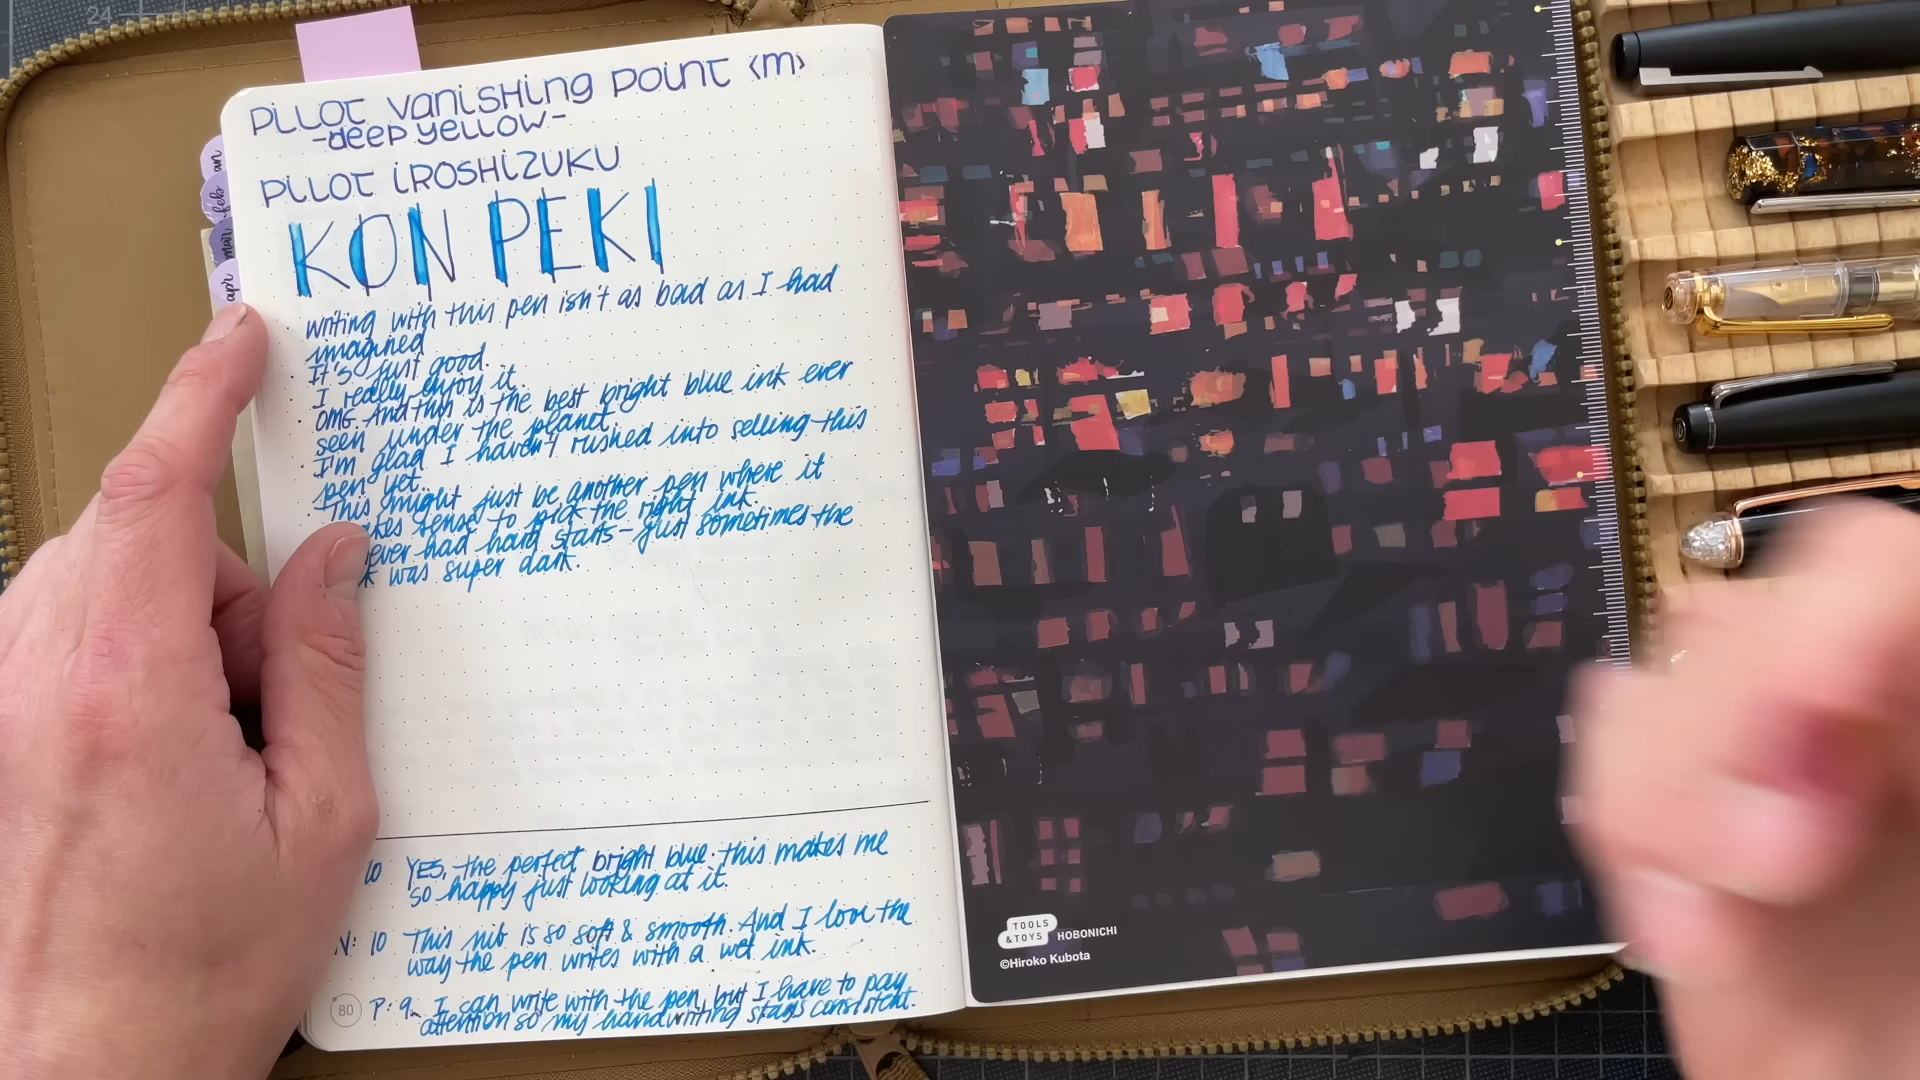 24
PILOT VANISHING POINT <M>
-DEEP YELLOW-
PILOT IROSHIZUKU
KON PEKI
writing with this pen isn't as bad as I had
imagined
It's just good.
I really enjoy it.
OMG. And this is the best bright blue ink ever
seen under the planet.
I'm glad I haven't rushed into selling this
pen yet.
This might just be another pen where it
akes sense to pick the right ink.
ever had hard starts - just sometimes the
k was super dark.
10 YES, the perfect bright blue. this makes me
so happy just looking at it.
N: 10 This nib is so soft & smooth. And I love the
way the pen writes with a wet ink.
P: 9 I can write with the pen, but I have to pay
attention so my handwriting stays consistent.
80
an
feb
mar
apr
TOOLS
& TOYS
HOBONICHI
©Hiroko Kubota